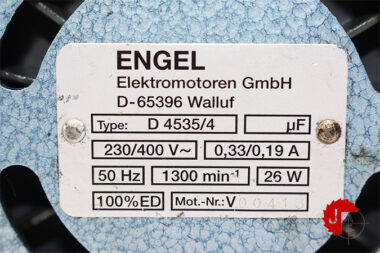 ENGEL
Elektromotoren GmbH
D-65396 Walluf
Type: D 4535/4 µF
230/400 V~ 0,33/0,19 A
50 Hz 1300 min⁻¹ 26 W
100%ED Mot.-Nr.: V
J